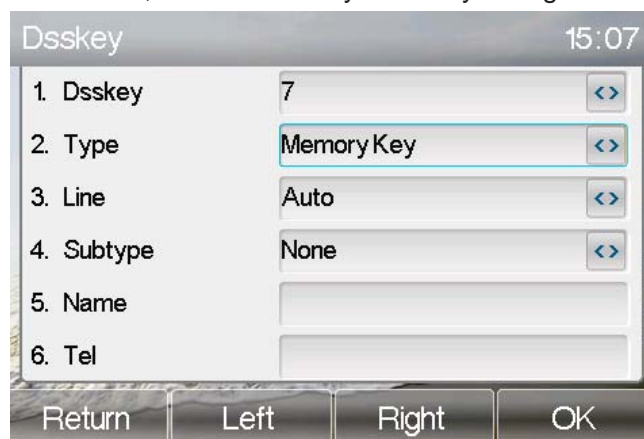 Dsskey 15:07
1. Dsskey 7 <>
2. Type Memory Key <>
3. Line Auto <>
4. Subtype None <>
5. Name
6. Tel
Return Left Right OK